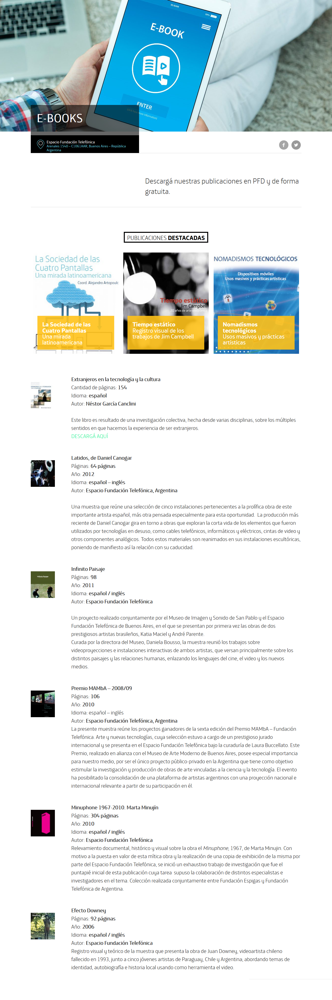 10:10AM
99%
E-BOOK
ENTER
E-BOOKS
Espacio Fundación Telefónica
Arenales 1540 – C1061AAR, Buenos Aires – República
Argentina
Descargá nuestras publicaciones en PFD y de forma
gratuita.
PUBLICACIONES DESTACADAS
La Sociedad de las
Cuatro Pantallas
Una mirada latinoamericana
Coord. Alejandro Artopoulo
La Sociedad de las
Cuatro Pantallas
Una mirada
latinoamericana
Tiempo estático
Jim Campbell
20 años de arte electrónico
Tiempo estático
Registro visual de los
trabajos de Jim Campbell
NOMADISMOS TECNOLÓGICOS
Dispositivos móviles
Usos masivos y prácticas artísticas
Nomadismos
tecnológicos
Usos masivos y prácticas
artísticas
Extranjeros en la tecnología y la cultura
Cantidad de páginas: 154
Idioma: español
Autor: Néstor García Canclini
Este libro es resultado de una investigación colectiva, hecha desde varias disciplinas, sobre los múltiples
sentidos en que hacemos la experiencia de ser extranjeros.
DESCARGÁ AQUÍ
Latidos, de Daniel Canogar
Páginas: 64 páginas
Año: 2012
Idioma: español – inglés
Autor: Espacio Fundación Telefónica, Argentina
Una muestra que reúne una selección de cinco instalaciones pertenecientes a la prolífica obra de este
importante artista español, más otra pensada especialmente para esta oportunidad.  La producción más
reciente de Daniel Canogar gira en torno a obras que exploran la corta vida de los elementos que fueron
utilizados por tecnologías en desuso, como cables telefónicos, informáticos y eléctricos, cintas de video y
otros componentes analógicos. Todos estos materiales son reanimados en sus instalaciones escultóricas,
poniendo de manifiesto así la relación con su caducidad.
Infinito Paisaje
Infinito Paisaje
Páginas: 98
Año: 2011
Idioma: español / inglés
Autor: Espacio Fundación Telefónica
Un proyecto realizado conjuntamente por el Museo de Imagen y Sonido de San Pablo y el Espacio
Fundación Telefónica de Buenos Aires, en el que se presentan por primera vez las obras de dos
prestigiosos artistas brasileños, Katia Maciel y André Parente.
Curada por la directora del Museo, Daniela Bousso, la muestra reunió los trabajos sobre
videoproyecciones e instalaciones interactivas de ambos artistas, que versan principalmente sobre los
distintos paisajes y las relaciones humanas, enlazando los lenguajes del cine, el video y los nuevos
medios.
Premio MAMbA – 2008/09
Páginas: 106
Año: 2010
Idioma: español – inglés
Autor: Espacio Fundación Telefónica, Argentina
La presente muestra reúne los proyectos ganadores de la sexta edición del Premio MAMbA – Fundación
Telefónica. Arte y nuevas tecnologías, cuya selección estuvo a cargo de un prestigioso jurado
internacional y se presenta en el Espacio Fundación Telefónica bajo la curaduría de Laura Buccellato. Este
Premio, realizado en alianza con el Museo de Arte Moderno de Buenos Aires, posee especial importancia
para nuestro medio, por ser el único proyecto público-privado en la Argentina que tiene como objetivo
estimular la investigación y producción de obras de arte vinculadas a la ciencia y la tecnología. El evento
ha posibilitado la consolidación de una plataforma de artistas argentinos con una proyección nacional e
internacional relevante a partir de su participación en él.
Minuphone 1967-2010. Marta Minujín
Páginas: 304 páginas
Año: 2010
Idioma: español / inglés
Autor: Espacio Fundación Telefónica
Relevamiento documental, histórico y visual sobre la obra el Minuphone, 1967, de Marta Minujin. Con
motivo a la puesta en valor de esta mítica obra y la realización de una copia de exhibición de la misma por
parte del Espacio Fundación Telefónica, se inició un exhaustivo trabajo de investigación que fue el
puntapié inicial de esta publicación cuya tarea  supuso la colaboración de distintos especialistas e
investigadores en el tema. Colección realizada conjuntamente entre Fundación Espigas y Fundación
Telefónica de Argentina.
Downey
Efecto Downey
Páginas: 92 páginas
Año: 2006
Idioma: español / inglés
Autor: Espacio Fundación Telefónica
Registro visual y teórico de la muestra que presenta la obra de Juan Downey, videoartista chileno
fallecido en 1993, junto a cinco jóvenes artistas de Paraguay, Chile y Argentina; abordando temas de
identidad, autobiografía e historia local usando como herramienta el video.